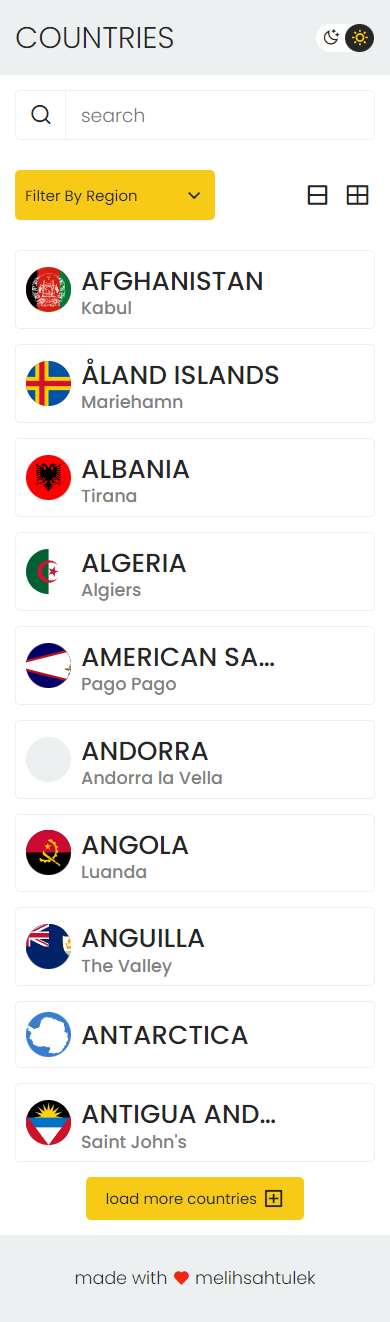 COUNTRIES
search
Filter By Region
AFGHANISTAN
Kabul
ÅLAND ISLANDS
Mariehamn
ALBANIA
Tirana
ALGERIA
Algiers
AMERICAN SA...
Pago Pago
ANDORRA
Andorra la Vella
ANGOLA
Luanda
ANGUILLA
The Valley
ANTARCTICA
ANTIGUA AND...
Saint John's
load more countries
made with melihsahtulek